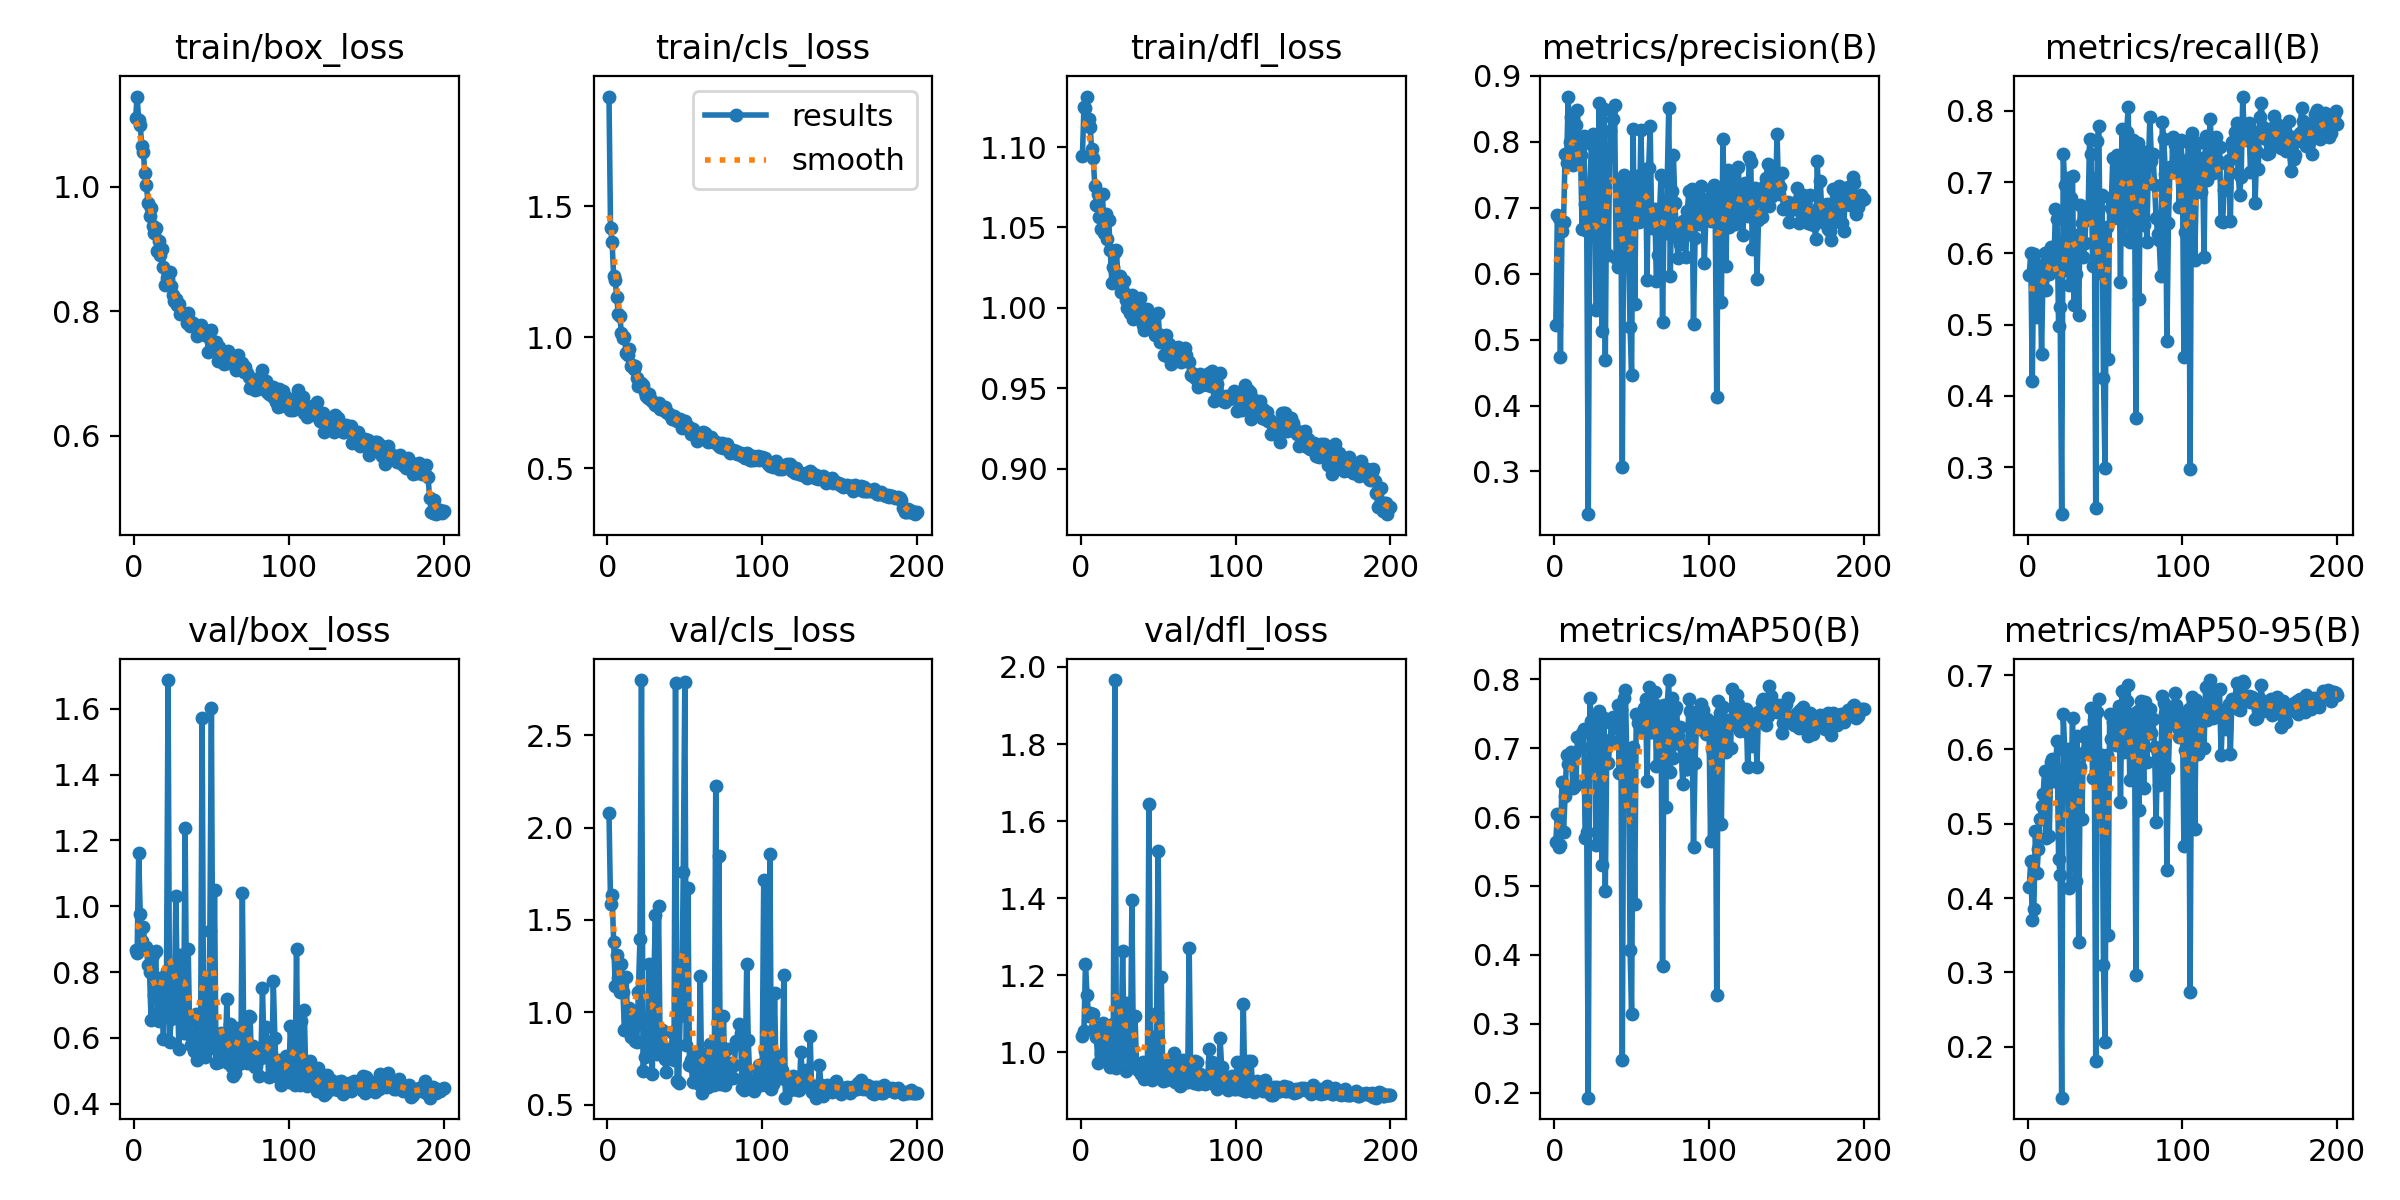 train/box_loss
train/cls_loss
train/dfl_loss
metrics/precision(B)
metrics/recall(B)
results
smooth
1.0
0.8
0.6
0 100 200
1.5
1.0
0.5
0 100 200
1.10
1.05
1.00
0.95
0.90
0 100 200
0.9
0.8
0.7
0.6
0.5
0.4
0.3
0 100 200
0.8
0.7
0.6
0.5
0.4
0.3
0 100 200
val/box_loss
val/cls_loss
val/dfl_loss
metrics/mAP50(B)
metrics/mAP50-95(B)
1.6
1.4
1.2
1.0
0.8
0.6
0.4
0 100 200
2.5
2.0
1.5
1.0
0.5
0 100 200
2.0
1.8
1.6
1.4
1.2
1.0
0 100 200
0.8
0.7
0.6
0.5
0.4
0.3
0.2
0 100 200
0.7
0.6
0.5
0.4
0.3
0.2
0 100 200